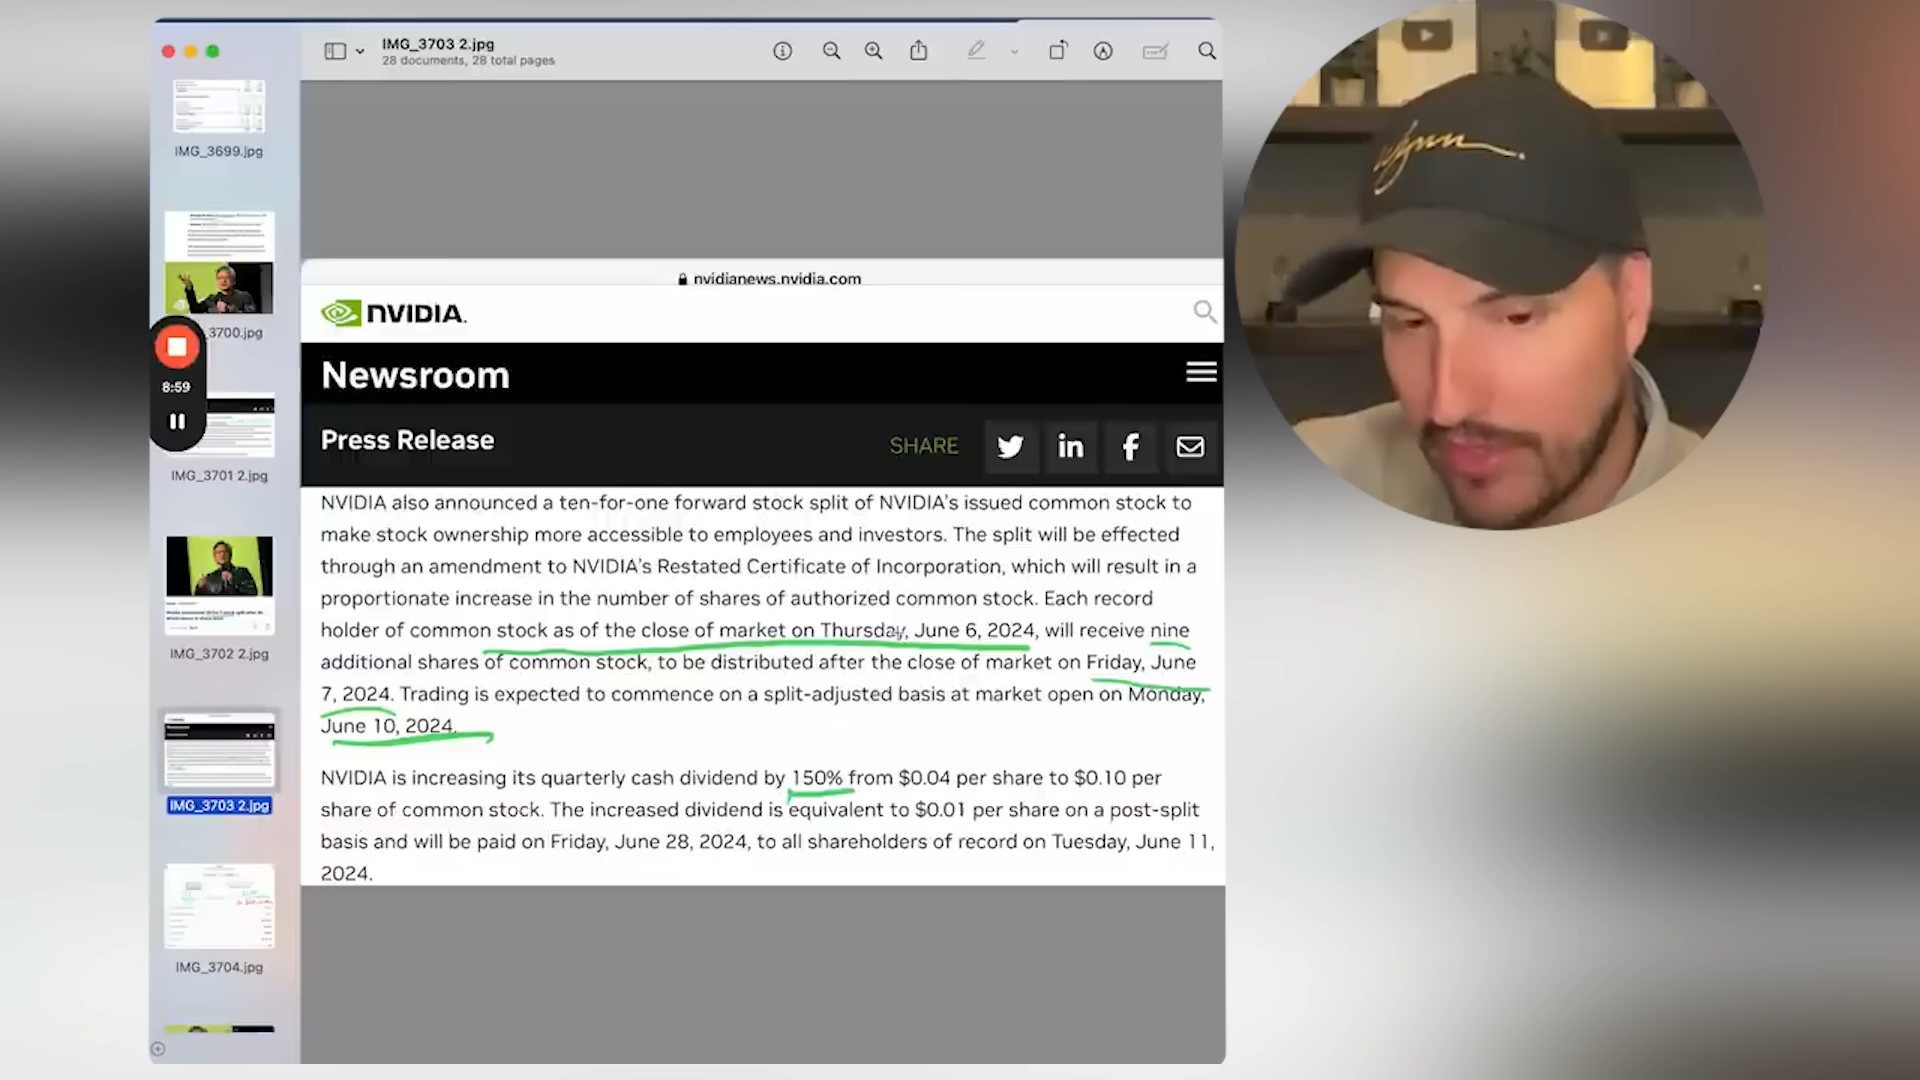 IMG_3703 2.jpg
28 documents, 28 total pages
IMG_3699.jpg
3700.jpg
8:59
IMG_3701 2.jpg
IMG_3702 2.jpg
IMG_3703 2.jpg
IMG_3704.jpg
nvidianews.nvidia.com
NVIDIA.
Newsroom
Press Release
SHARE
NVIDIA also announced a ten-for-one forward stock split of NVIDIA's issued common stock to
make stock ownership more accessible to employees and investors. The split will be effected
through an amendment to NVIDIA's Restated Certificate of Incorporation, which will result in a
proportionate increase in the number of shares of authorized common stock. Each record
holder of common stock as of the close of market on Thursday, June 6, 2024, will receive nine
additional shares of common stock, to be distributed after the close of market on Friday, June
7, 2024. Trading is expected to commence on a split-adjusted basis at market open on Monday,
June 10, 2024.
NVIDIA is increasing its quarterly cash dividend by 150% from $0.04 per share to $0.10 per
share of common stock. The increased dividend is equivalent to $0.01 per share on a post-split
basis and will be paid on Friday, June 28, 2024, to all shareholders of record on Tuesday, June 11,
2024.
Wynn.